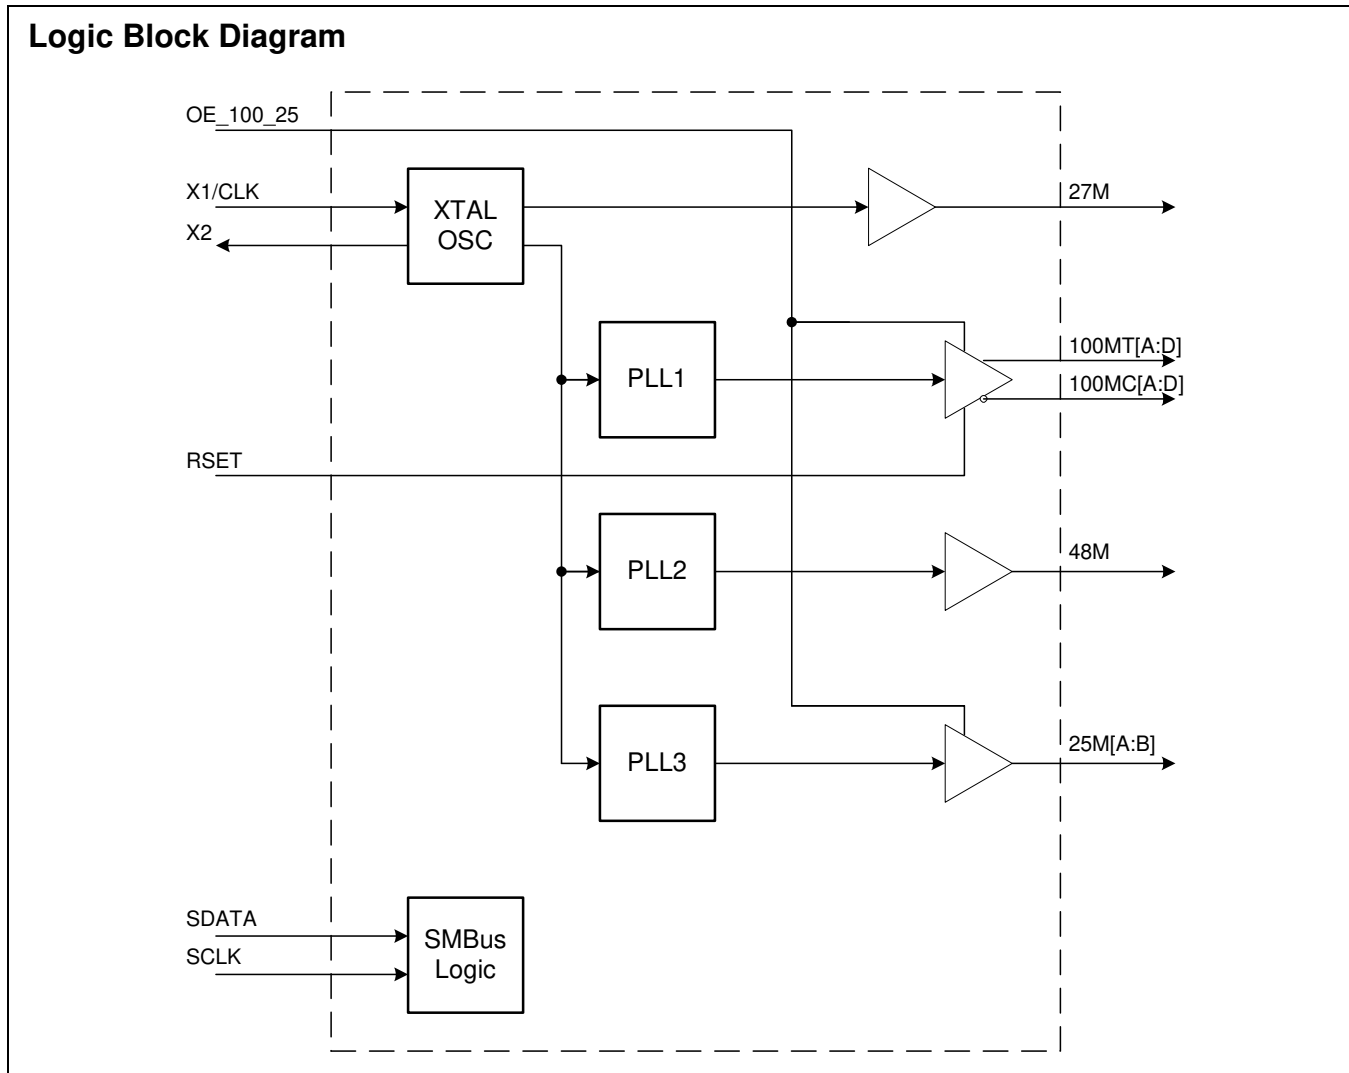 Logic Block Diagram
OE_100_25
X1/CLK
XTAL
OSC
27M
X2
100MT[A:D]
PLL1
100MC[A:D]
RSET
PLL2
48M
PLL3
25M[A:B]
SDATA
SMBus
SCLK
Logic